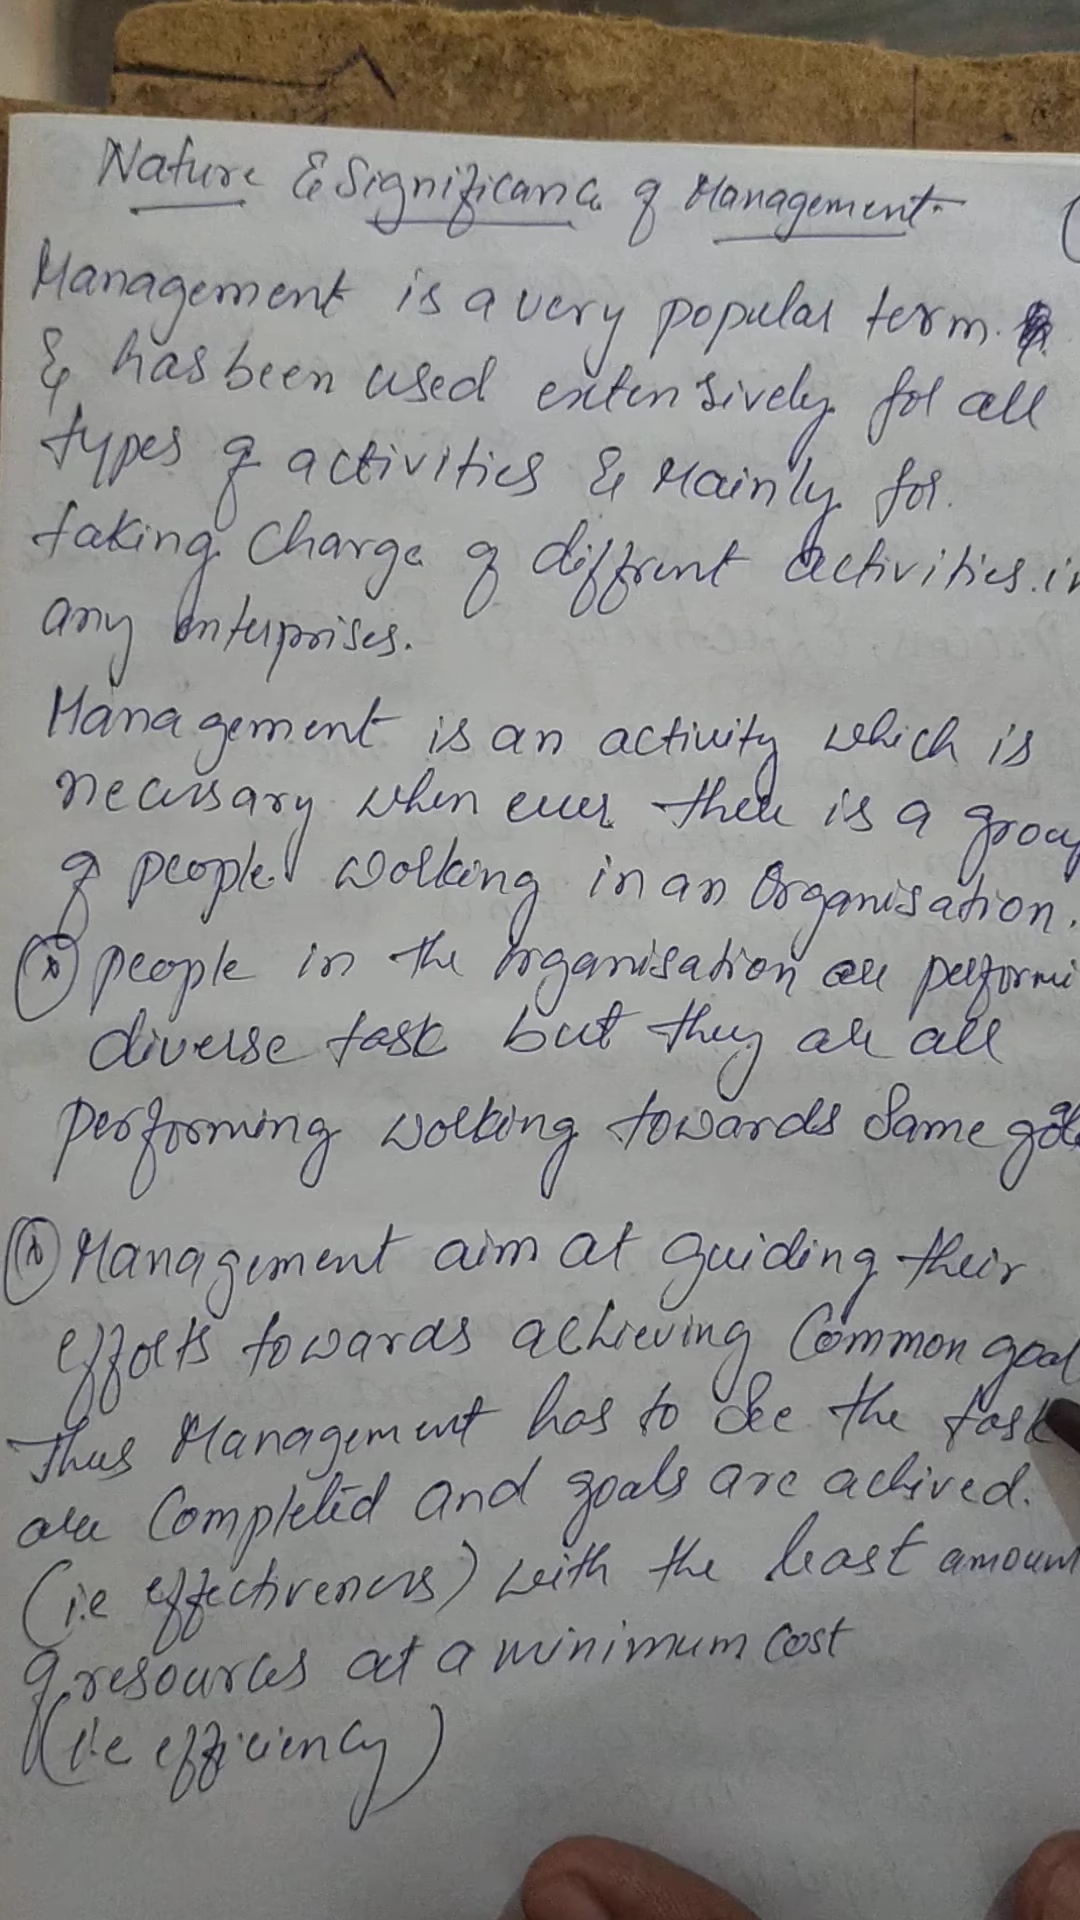 Nature & Significance of Management
Management is a very popular term.
& has been used extensively for all
types of activities & Mainly for.
taking Charge of diffrent activities. in
any enterprises.
Management is an activity which is
necessary when ever there is a group
of people working in an Organisation.
people in the organisation are performi
diverse task but they are all
performing working towards Same goal
Management aim at guiding their
efforts towards achieving Common goal
Thus Management has to See the task
are Completed and goals are achived.
(i.e effectiveness) with the least amount
of resources at a minimum cost
(i.e efficiency)